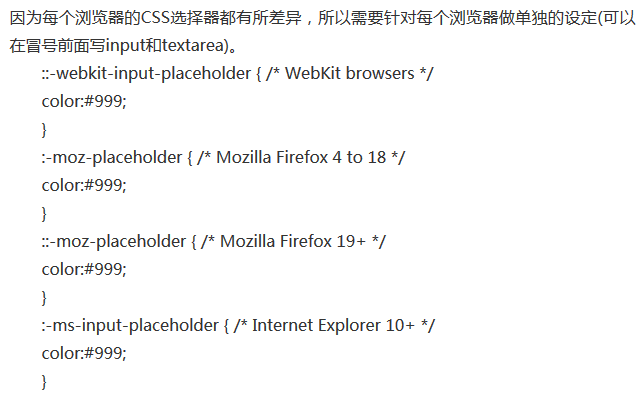 因为每个浏览器的CSS选择器都有所差异，所以需要针对每个浏览器做单独的设定(可以
在冒号前面写input和textarea)。
::-webkit-input-placeholder { /* WebKit browsers */
color:#999;
}
:-moz-placeholder { /* Mozilla Firefox 4 to 18 */
color:#999;
}
::-moz-placeholder { /* Mozilla Firefox 19+ */
color:#999;
}
:-ms-input-placeholder { /* Internet Explorer 10+ */
color:#999;
}